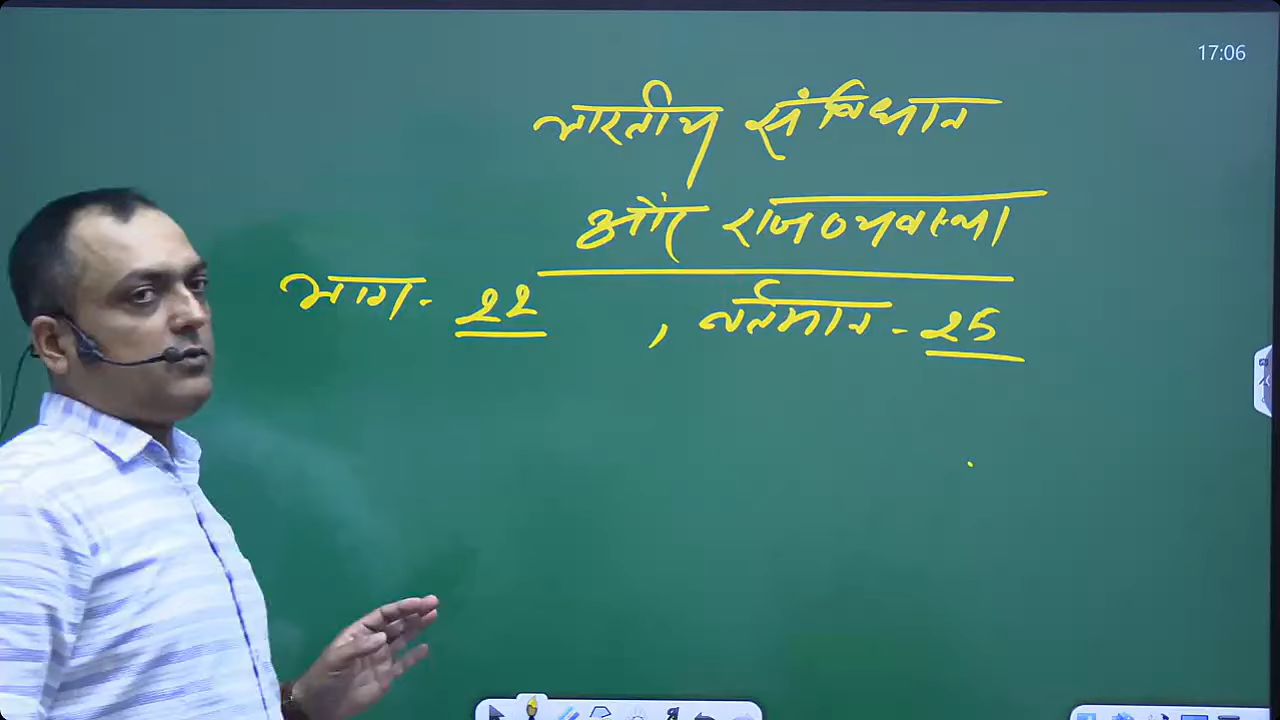 17:06
भारतीय संविधान
और राजव्यवस्था
भाग - 22 , वर्तमान - 25